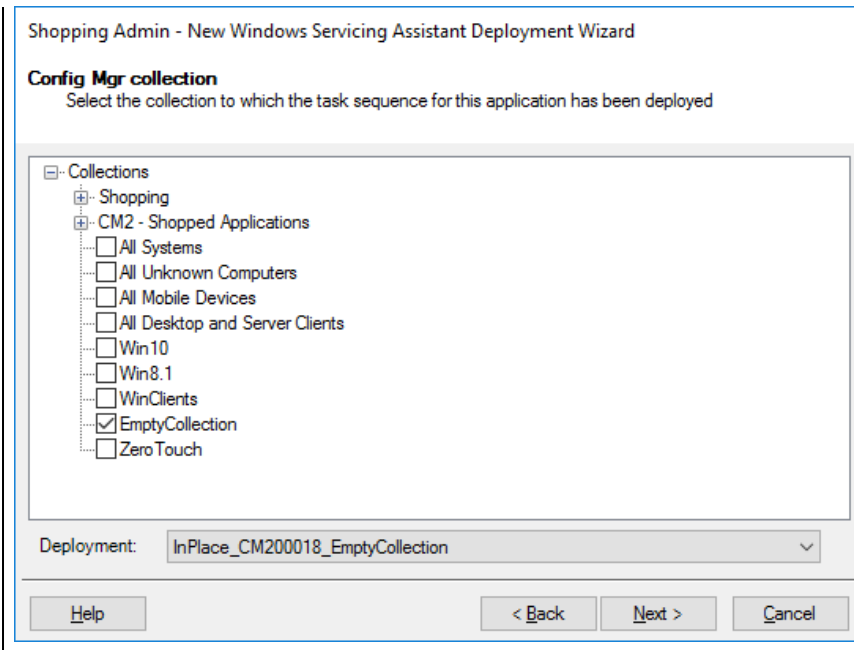 Shopping Admin - New Windows Servicing Assistant Deployment Wizard
Config Mgr collection
Select the collection to which the task sequence for this application has been deployed
Collections
Shopping
CM2 - Shopped Applications
All Systems
All Unknown Computers
All Mobile Devices
All Desktop and Server Clients
Win10
Win8.1
WinClients
EmptyCollection
ZeroTouch
Deployment: InPlace_CM200018_EmptyCollection
Help < Back Next > Cancel